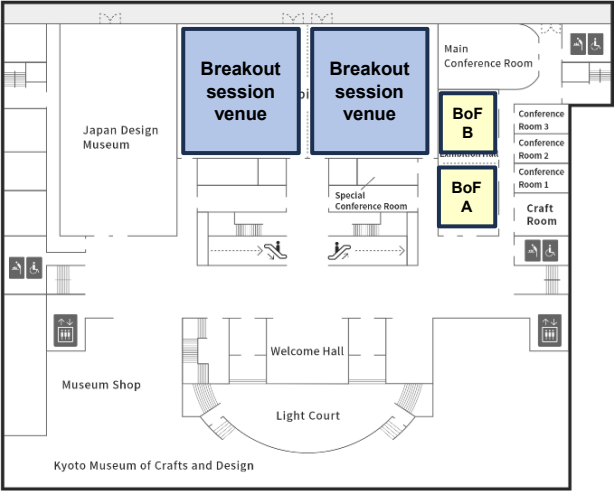 Breakout
session
venue
Breakout
session
venue
Main
Conference Room
Japan Design
Museum
BoF
B
Conference
Room 3
Conference
Room 2
Conference
Room 1
Exhibition Hall
BoF
A
Special
Conference Room
Craft
Room
Welcome Hall
Museum Shop
Light Court
Kyoto Museum of Crafts and Design